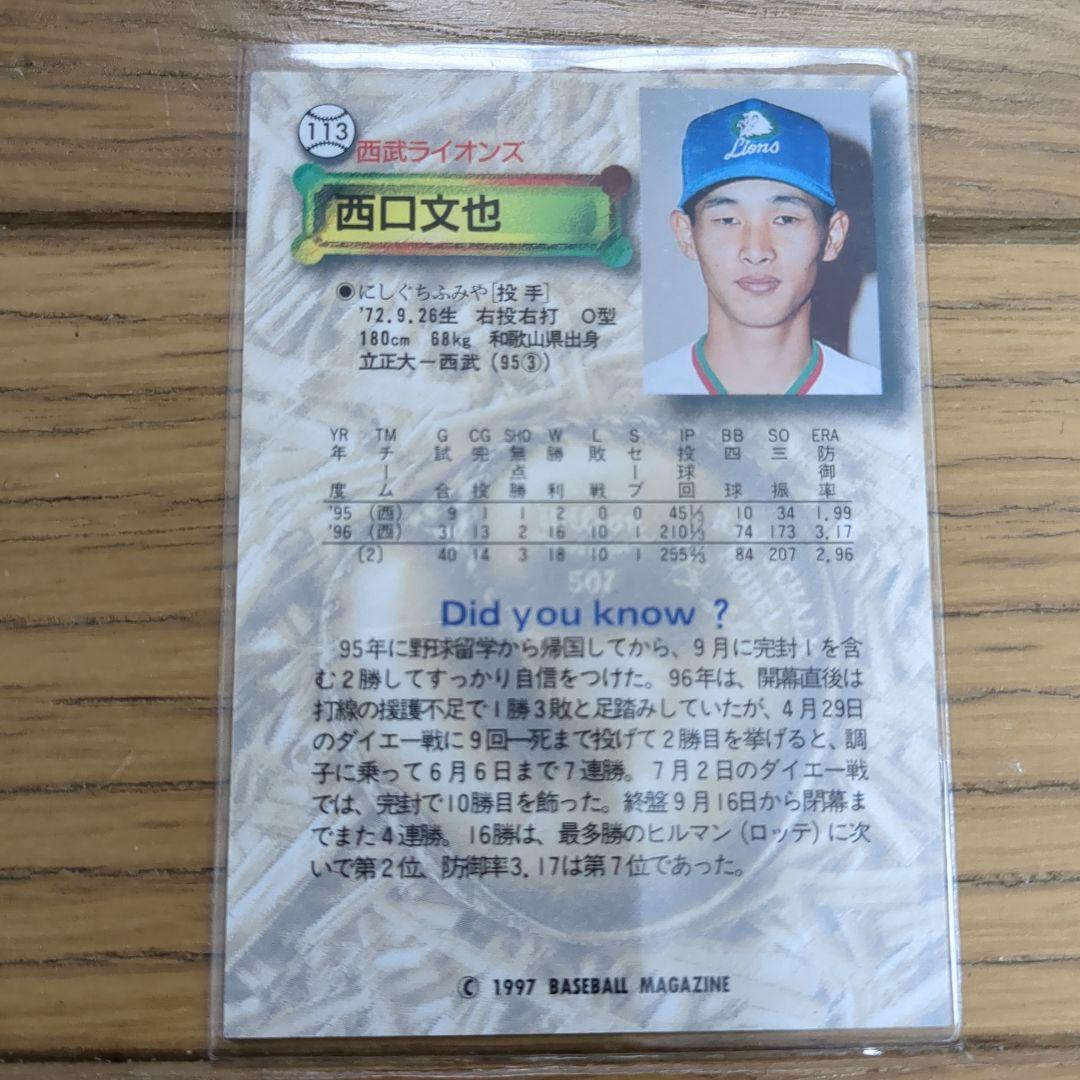 113
西武ライオンズ
Lions
西口文也
◉にしぐちふみや[投手]
'72.9.26生 右投右打 O型
180cm 68kg 和歌山県出身
立正大ー西武(95③)
YR TM G CG SHO W L S IP BB SO ERA
年度 チーム 試合 完投 無点勝 勝利 敗戦 セーブ 投球回 四球 三振 防御率
'95 (西) 9 1 1 2 0 0 45⅓ 10 34 1.99
'96 (西) 31 13 2 16 10 1 210⅓ 74 173 3.17
(2) 40 14 3 18 10 1 255⅔ 84 207 2.96
507
Did you know ?
95年に野球留学から帰国してから、9月に完封1を含
む2勝してすっかり自信をつけた。96年は、開幕直後は
打線の援護不足で1勝3敗と足踏みしていたが、4月29日
のダイエー戦に9回一死まで投げて2勝目を挙げると、調
子に乗って6月6日まで7連勝。7月2日のダイエー戦
では、完封で10勝目を飾った。終盤9月16日から閉幕ま
でまた4連勝。16勝は、最多勝のヒルマン(ロッテ)に次
いで第2位、防御率3.17は第7位であった。
© 1997 BASEBALL MAGAZINE